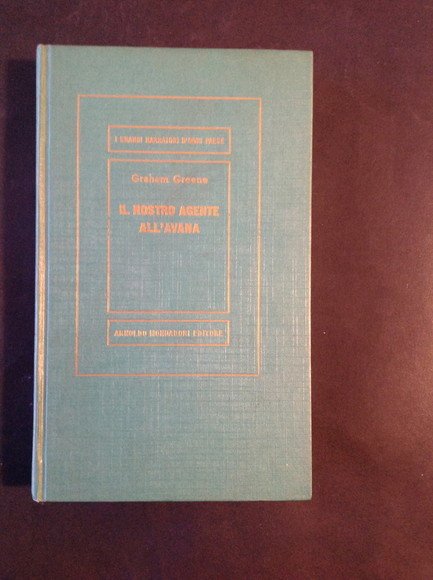 I GRANDI NARRATORI D'OGNI PAESE
Graham Greene
IL NOSTRO AGENTE
ALL'AVANA
ARNOLDO MONDADORI EDITORE